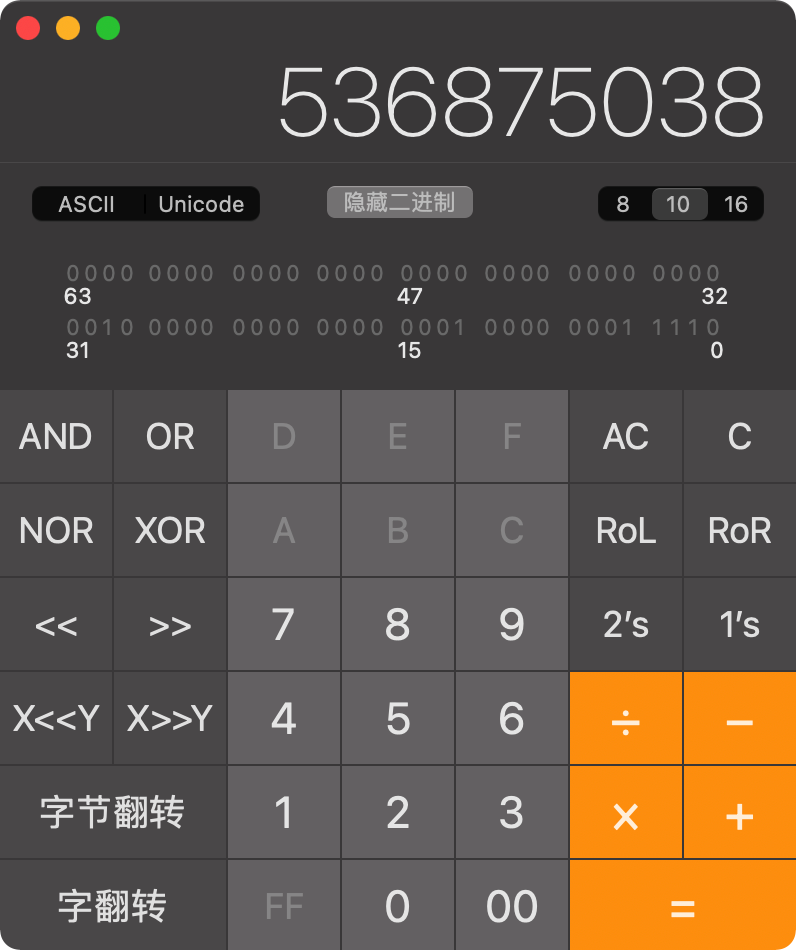 536875038
ASCII Unicode 隐藏二进制 8 10 16
0000 0000 0000 0000 0000 0000 0000 0000
63 47 32
0010 0000 0000 0000 0001 0000 0001 1110
31 15 0
AND OR D E F AC C
NOR XOR A B C RoL RoR
<< >> 7 8 9 2's 1's
X<<Y X>>Y 4 5 6 ÷ −
字节翻转 1 2 3 × +
字翻转 FF 0 00 =